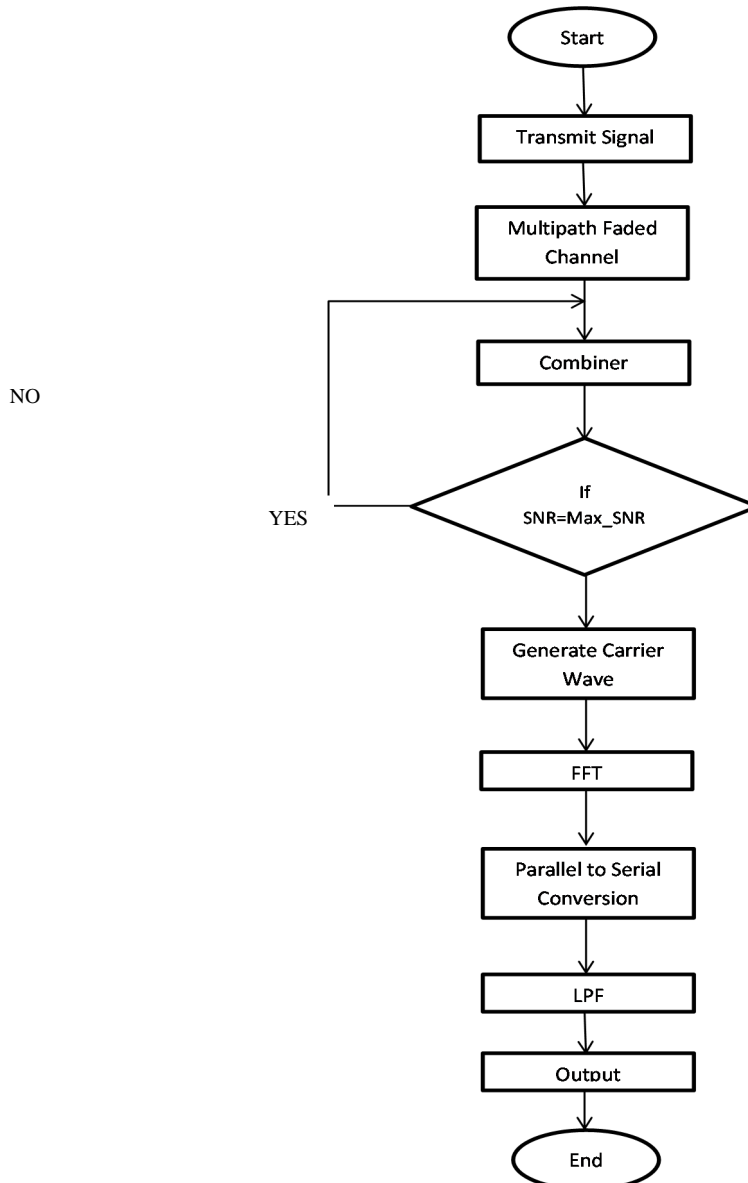 Start
Transmit Signal
Multipath Faded
Channel
Combiner
NO
If
SNR=Max_SNR
YES
Generate Carrier
Wave
FFT
Parallel to Serial
Conversion
LPF
Output
End